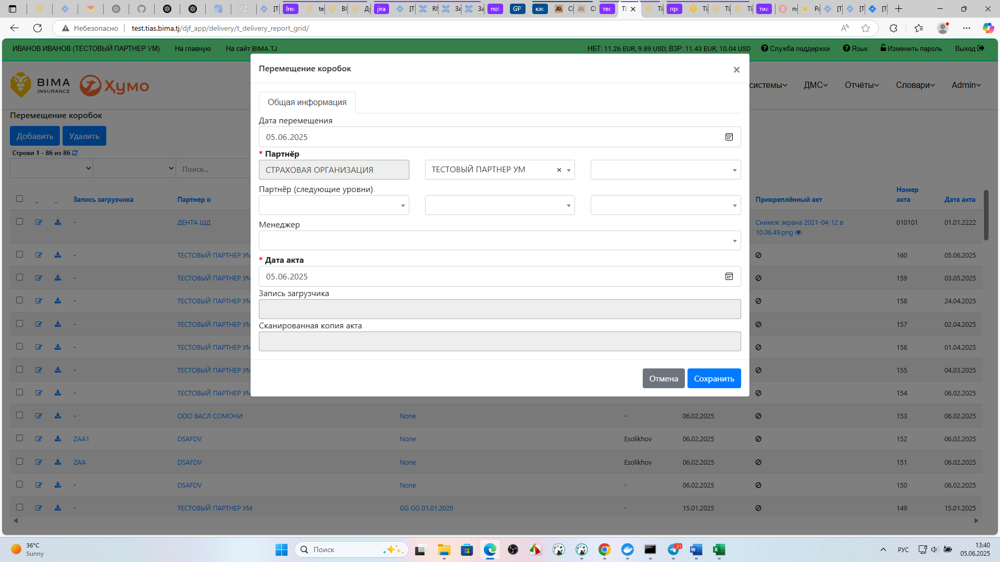 Небезопасно
test.tias.bima.tj/djf_app/delivery/t_delivery_report_grid/
ИВАНОВ ИВАНОВ (ТЕСТОВЫЙ ПАРТНЕР УМ)
На главную
На сайт BIMA.TJ
НБТ: 11.26 EUR, 9.89 USD; ВЗР: 11.43 EUR, 10.04 USD
Служба поддержки
Язык
Изменить пароль
Выход
BIMA
INSURANCE
Ҳумо
системы
ДМС
Отчёты
Словари
Admin
Перемещение коробок
Добавить
Удалить
Строки 1 - 86 из 86
Поиск...
Запись загрузчика
Партнер в
Прикреплённый акт
Номер акта
Дата акта
-
ДЕНТА ШД
Снимок экрана 2021-04-12 в
10.06.49.png
010101
01.01.2222
-
ТЕСТОВЫЙ ПАРТНЕР УМ
160
05.06.2025
-
ТЕСТОВЫЙ ПАРТНЕР УМ
159
03.05.2025
-
ТЕСТОВЫЙ ПАРТНЕР УМ
158
24.04.2025
-
ТЕСТОВЫЙ ПАРТНЕР УМ
157
02.04.2025
-
ТЕСТОВЫЙ ПАРТНЕР УМ
156
01.04.2025
-
ТЕСТОВЫЙ ПАРТНЕР УМ
155
04.03.2025
-
ТЕСТОВЫЙ ПАРТНЕР УМ
154
06.02.2025
-
ООО ВАСЛ СОМОНИ
None
-
06.02.2025
153
06.02.2025
ZAA1
DSAFDV
None
Esolikhov
06.02.2025
152
06.02.2025
ZAA
DSAFDV
None
Esolikhov
06.02.2025
151
06.02.2025
-
DSAFDV
None
-
06.02.2025
150
06.02.2025
-
ТЕСТОВЫЙ ПАРТНЕР УМ
GG GG 01.01.2020
-
15.01.2025
149
15.01.2025
Перемещение коробок
×
Общая информация
Дата перемещения
05.06.2025
* Партнёр
СТРАХОВАЯ ОРГАНИЗАЦИЯ
ТЕСТОВЫЙ ПАРТНЕР УМ
×
Партнёр (следующие уровни)
Менеджер
* Дата акта
05.06.2025
Запись загрузчика
Сканированная копия акта
Отмена
Сохранить
36°C
Sunny
Поиск
21
РУС
13:40
05.06.2025